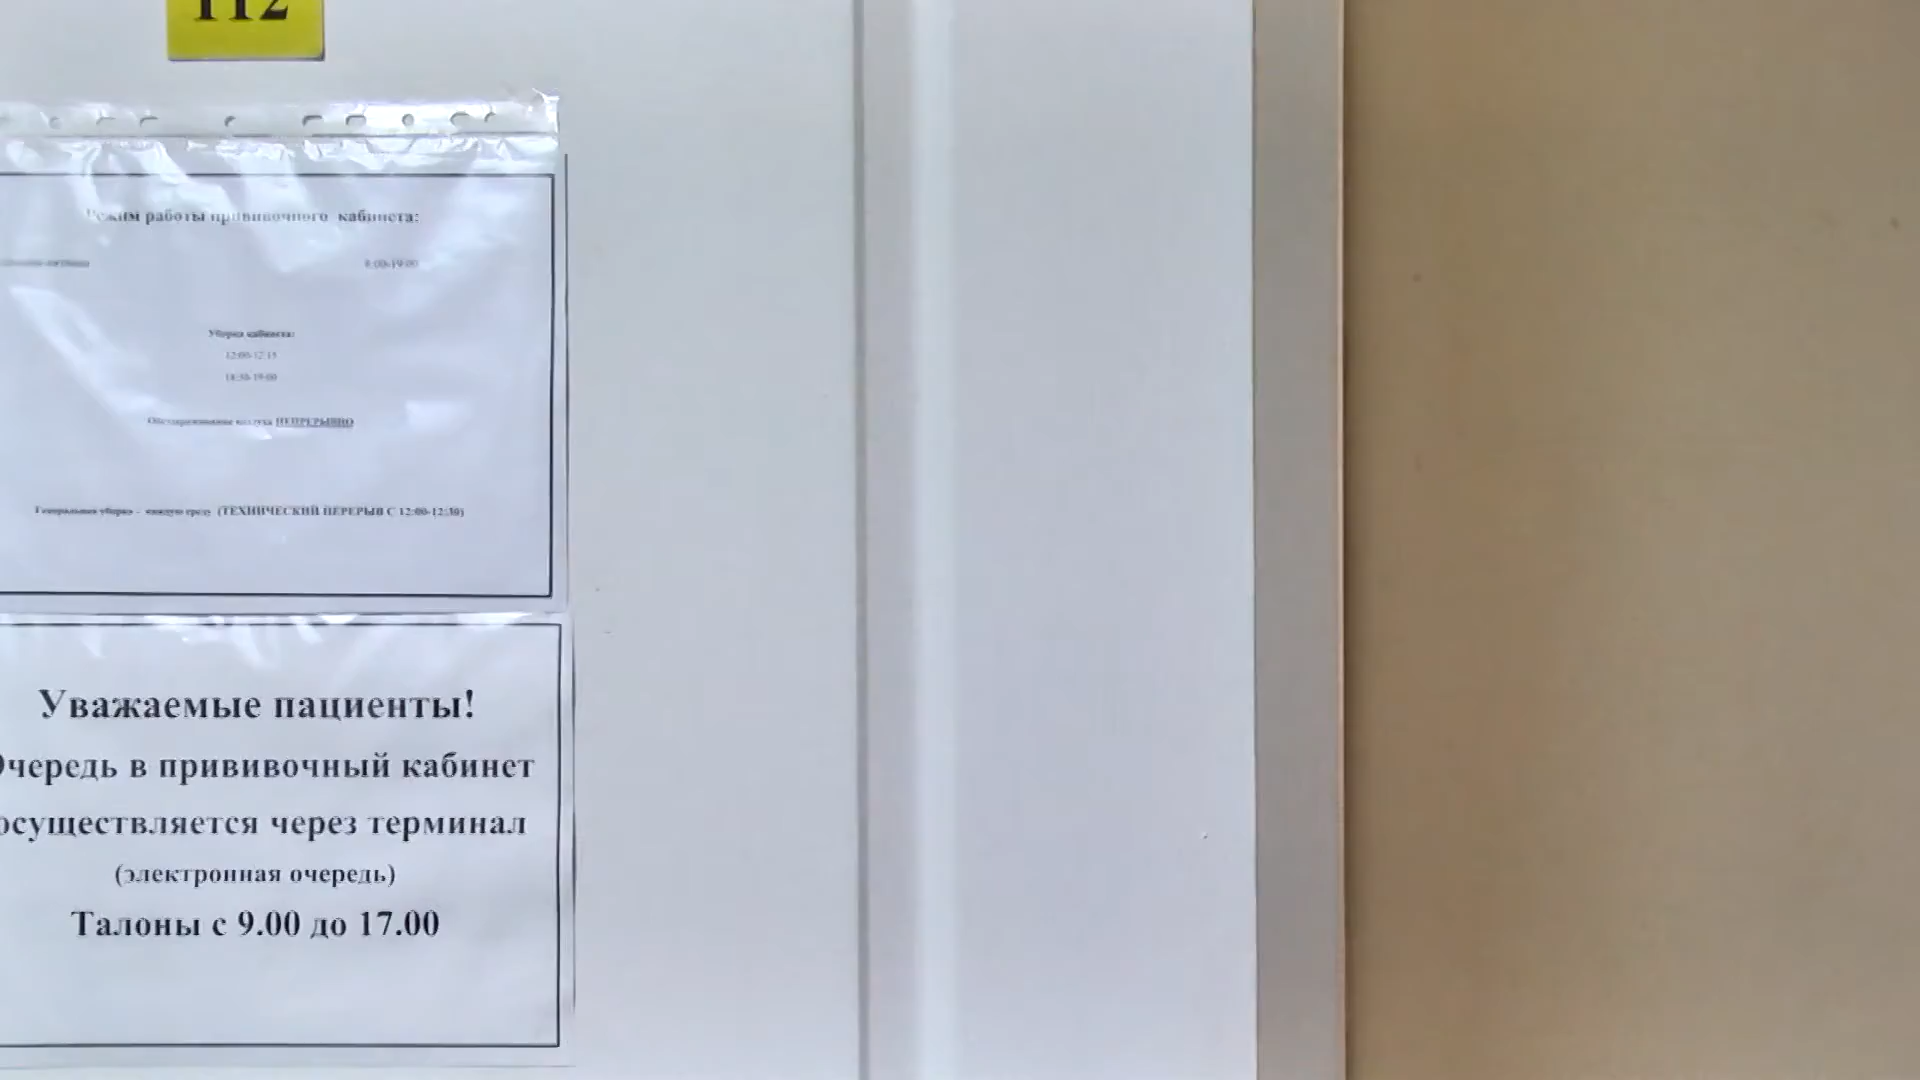 112
Режим работы прививочного кабинета:
8:00-19:00
Уборка кабинета:
12:00-12:15
18:30-19:00
Обеззараживание воздуха НЕПРЕРЫВНО
Генеральная уборка - каждую среду (ТЕХНИЧЕСКИЙ ПЕРЕРЫВ С 12:00-12:30)
Уважаемые пациенты!
Очередь в прививочный кабинет
осуществляется через терминал
(электронная очередь)
Талоны с 9.00 до 17.00